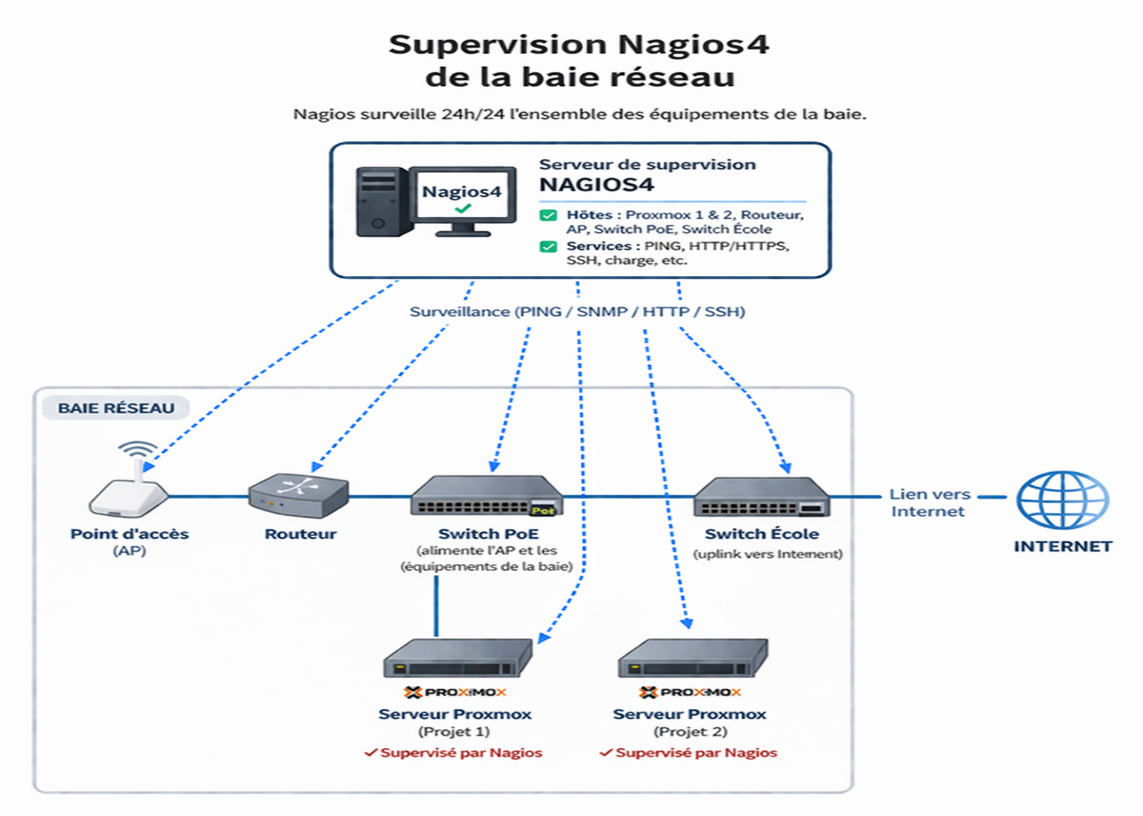 Supervision Nagios4
de la baie réseau
Nagios surveille 24h/24 l'ensemble des équipements de la baie.
Nagios4
Serveur de supervision
NAGIOS4
Hôtes : Proxmox 1 & 2, Routeur,
AP, Switch PoE, Switch École
Services : PING, HTTP/HTTPS,
SSH, charge, etc.
Surveillance (PING / SNMP / HTTP / SSH)
BAIE RÉSEAU
Point d'accès
(AP)
Routeur
PoE
Switch PoE
(alimente l'AP et les
(équipements de la baie)
Switch École
(uplink vers Internent)
Lien vers
Internet
INTERNET
PROXMOX
Serveur Proxmox
(Projet 1)
✓ Supervisé par Nagios
PROXMOX
Serveur Proxmox
(Projet 2)
✓ Supervisé par Nagios